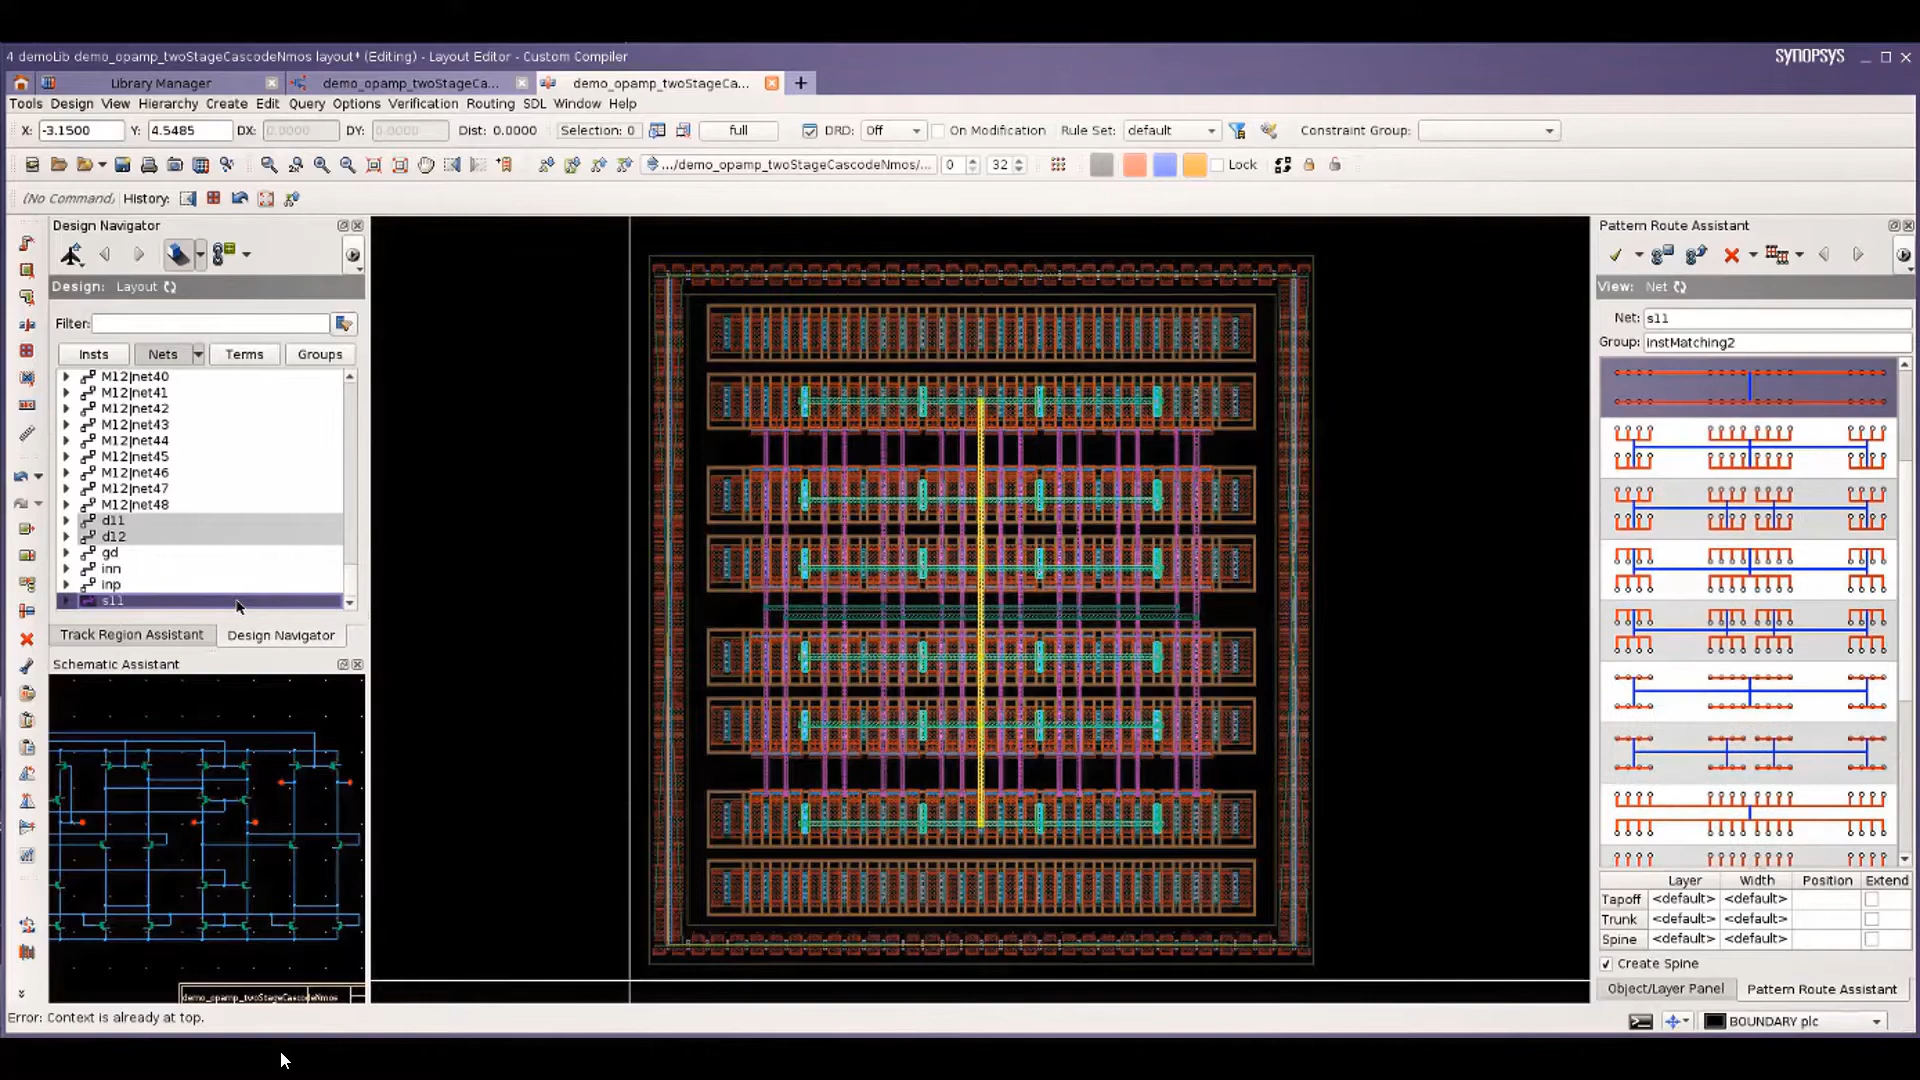 4 demoLib demo_opamp_twoStageCascodeNmos layout* (Editing) - Layout Editor - Custom Compiler
SYNOPSYS
Library Manager
demo_opamp_twoStageCa...
demo_opamp_twoStageCa...
Tools Design View Hierarchy Create Edit Query Options Verification Routing SDL Window Help
X: -3.1500 Y: 4.5485 DX: 0.0000 DY: 0.0000 Dist: 0.0000 Selection: 0 full DRD: Off On Modification Rule Set: default Constraint Group:
.../demo_opamp_twoStageCascodeNmos/... 0 32 Lock
(No Command) History:
Design Navigator
Design: Layout
Filter:
Insts Nets Terms Groups
M12|net40
M12|net41
M12|net42
M12|net43
M12|net44
M12|net45
M12|net46
M12|net47
M12|net48
d11
d12
gd
inn
inp
s11
Track Region Assistant Design Navigator
Schematic Assistant
demo_opamp_twoStageCascodeNmos
Error: Context is already at top.
Pattern Route Assistant
View: Net
Net: s11
Group: instMatching2
Layer Width Position Extend
Tapoff <default> <default>
Trunk <default> <default>
Spine <default> <default>
Create Spine
Object/Layer Panel Pattern Route Assistant
BOUNDARY plc